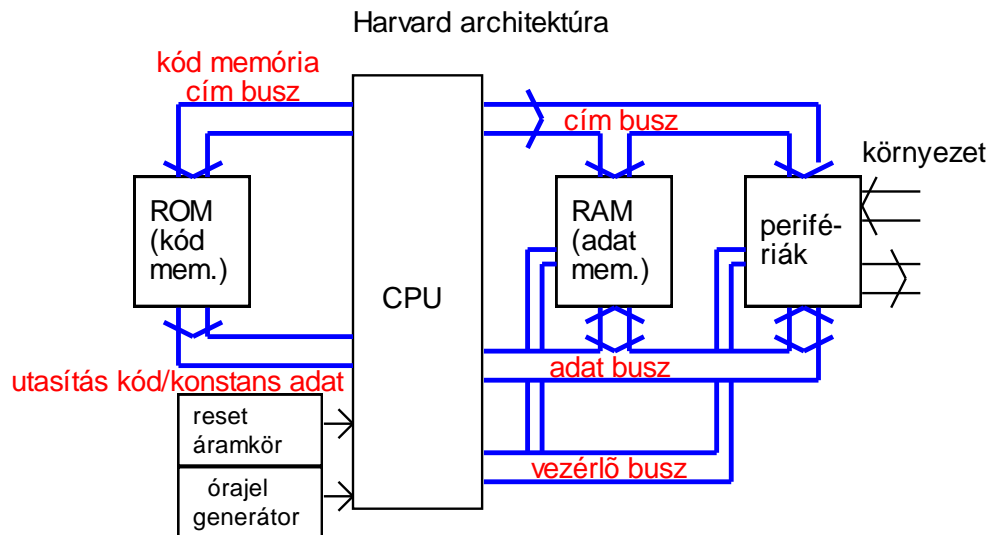 Harvard architektúra
kód memória
cím busz
cím busz
környezet
ROM
(kód
mem.)
CPU
RAM
(adat
mem.)
perifé-
riák
utasítás kód/konstans adat
adat busz
reset
áramkör
vezérlõ busz
órajel
generátor